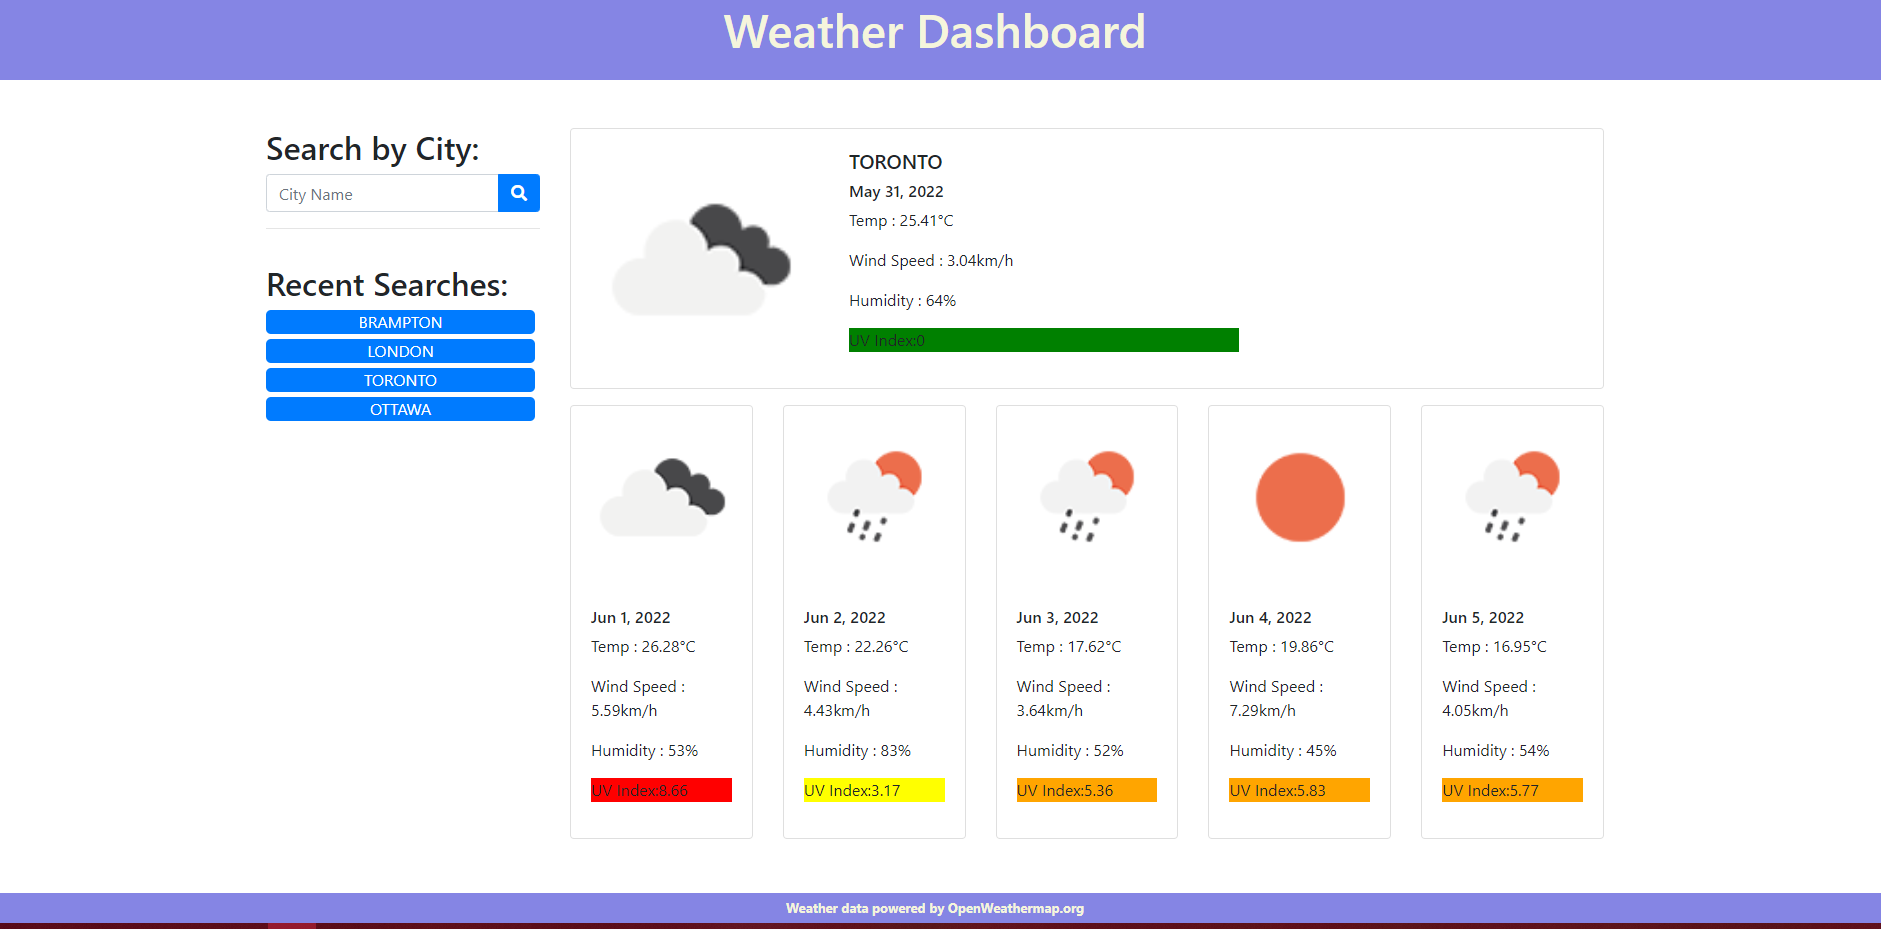 Weather Dashboard
Search by City:
City Name
Recent Searches:
BRAMPTON
LONDON
TORONTO
OTTAWA
TORONTO
May 31, 2022
Temp : 25.41°C
Wind Speed : 3.04km/h
Humidity : 64%
UV Index:0
Jun 1, 2022
Temp : 26.28°C
Wind Speed :
5.59km/h
Humidity : 53%
UV Index:8.66
Jun 2, 2022
Temp : 22.26°C
Wind Speed :
4.43km/h
Humidity : 83%
UV Index:3.17
Jun 3, 2022
Temp : 17.62°C
Wind Speed :
3.64km/h
Humidity : 52%
UV Index:5.36
Jun 4, 2022
Temp : 19.86°C
Wind Speed :
7.29km/h
Humidity : 45%
UV Index:5.83
Jun 5, 2022
Temp : 16.95°C
Wind Speed :
4.05km/h
Humidity : 54%
UV Index:5.77
Weather data powered by OpenWeathermap.org